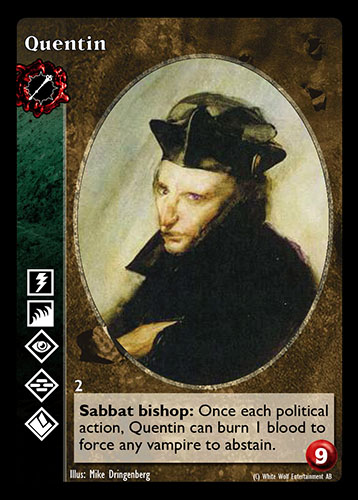 Quentin
2
Sabbat bishop: Once each political
action, Quentin can burn 1 blood to
force any vampire to abstain.
9
Illus: Mike Dringenberg
(C) White Wolf Entertainment AB